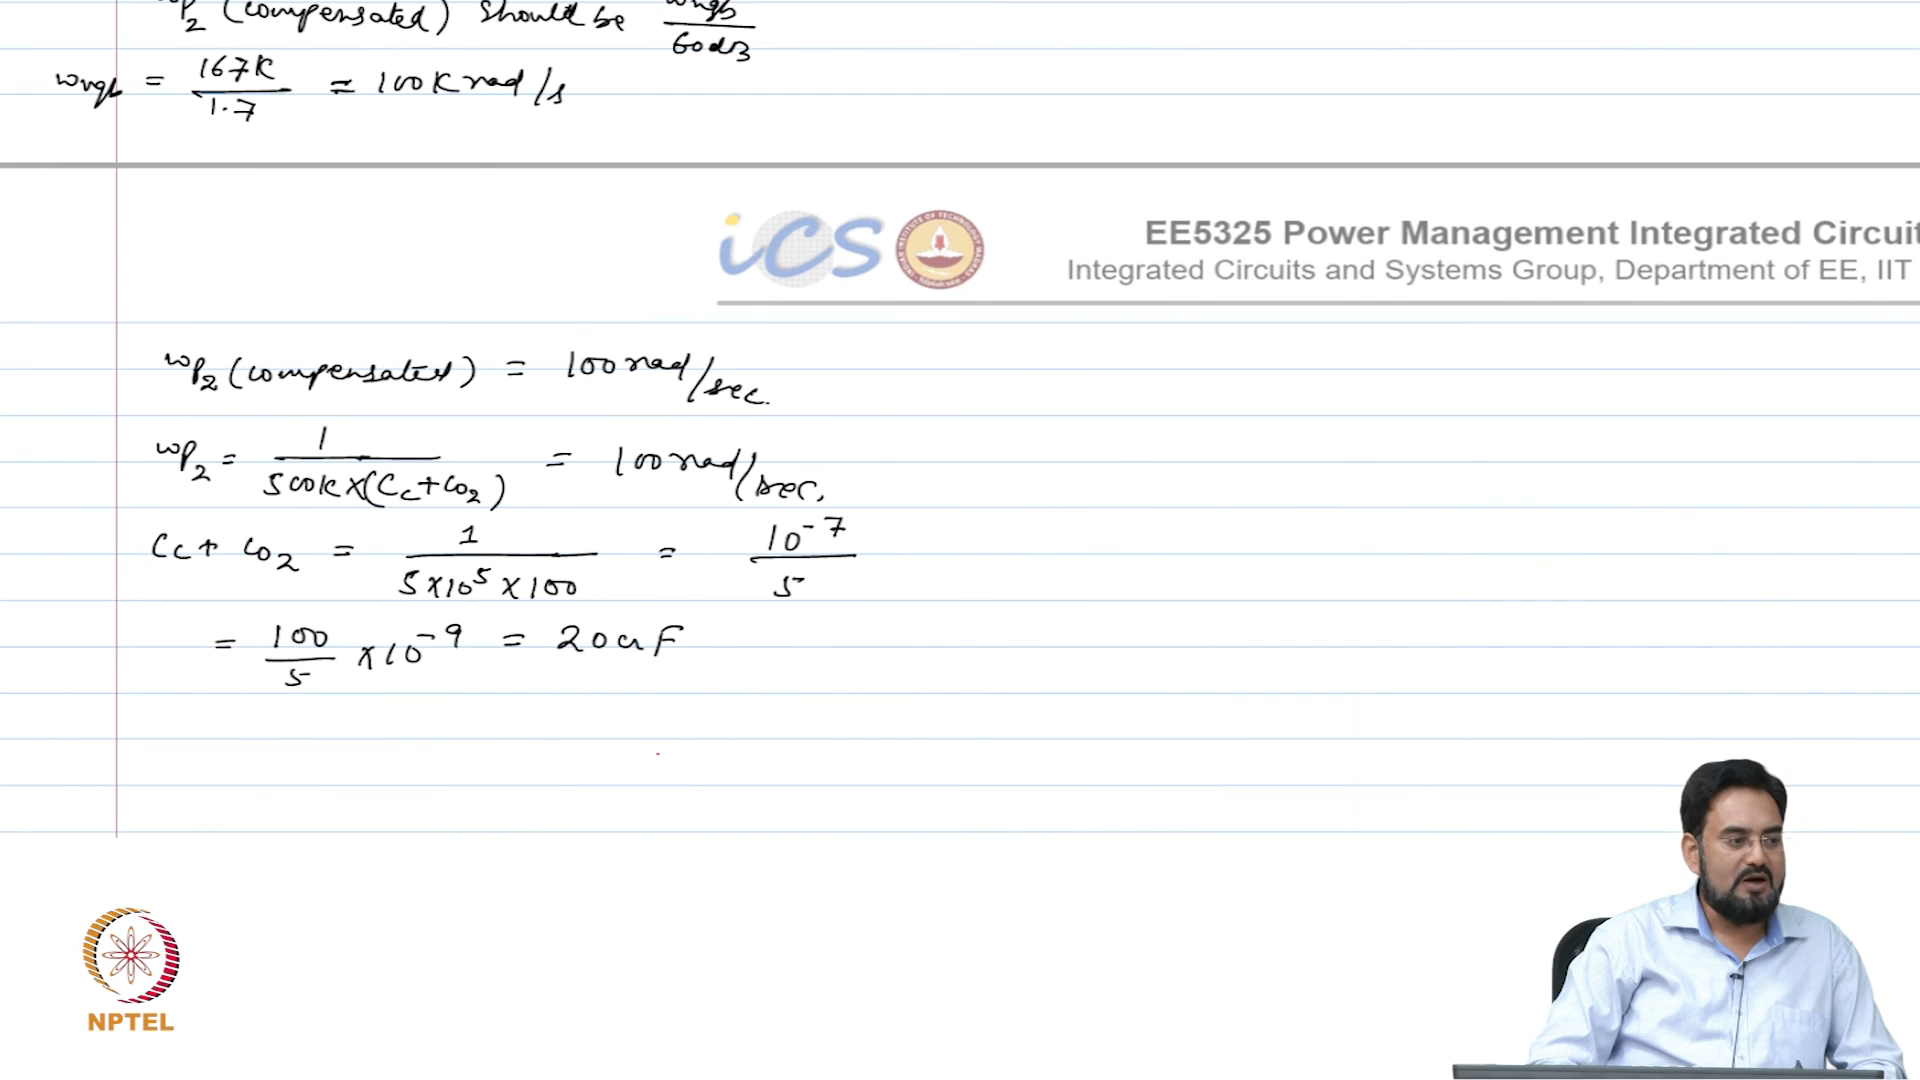 ωp2 (compensated) should be ωugb / 60dB
ωugb = 167K / 1.7 = 100K rad/s
ics
EE5325 Power Management Integrated Circuit
Integrated Circuits and Systems Group, Department of EE, IIT
ωp2 (compensated) = 100 rad/sec.
ωp2 = 1 / 500k×(Cc+Co2) = 100 rad/sec.
Cc + Co2 = 1 / 5×10^5×100 = 10^-7 / 5
= 100 / 5 ×10^-9 = 20nF
NPTEL